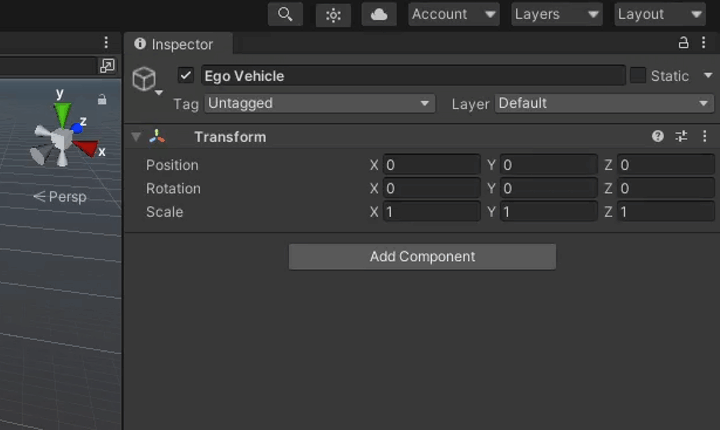 Account Layers Layout
Inspector
Ego Vehicle Static
Tag Untagged Layer Default
y
z
x
Persp
Transform
Position X 0 Y 0 Z 0
Rotation X 0 Y 0 Z 0
Scale X 1 Y 1 Z 1
Add Component